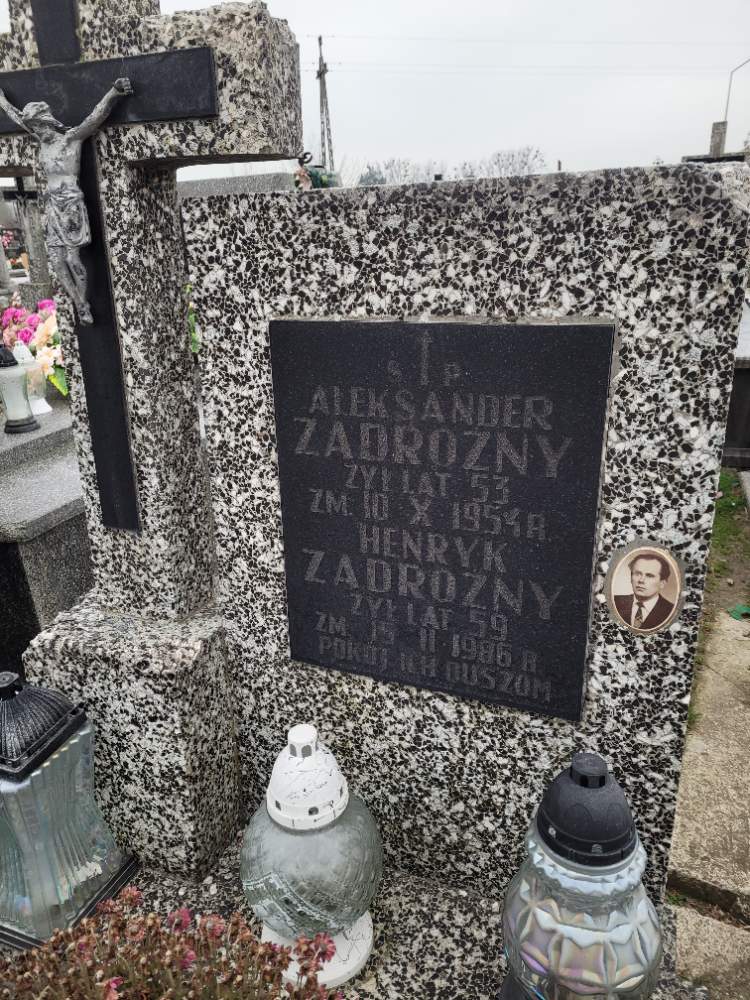 Ś P
ALEKSANDER
ZADROŻNY
ŻYŁ LAT 53
ZM. 10 X 1954 R.
HENRYK
ZADROŻNY
ŻYŁ LAT 59
ZM. 15 II 1986 R.
POKÓJ ICH DUSZOM